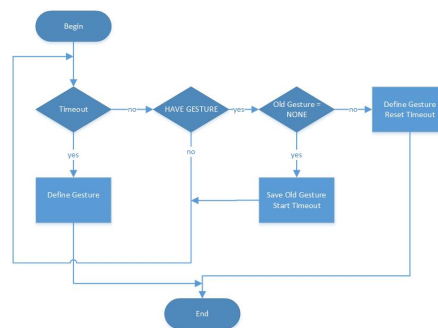 Begin
Timeout
no
HAVE GESTURE
yes
Old Gesture =
NONE
no
Define Gesture
Reset Timeout
yes
no
yes
Define Gesture
Save Old Gesture
Start Timeout
End